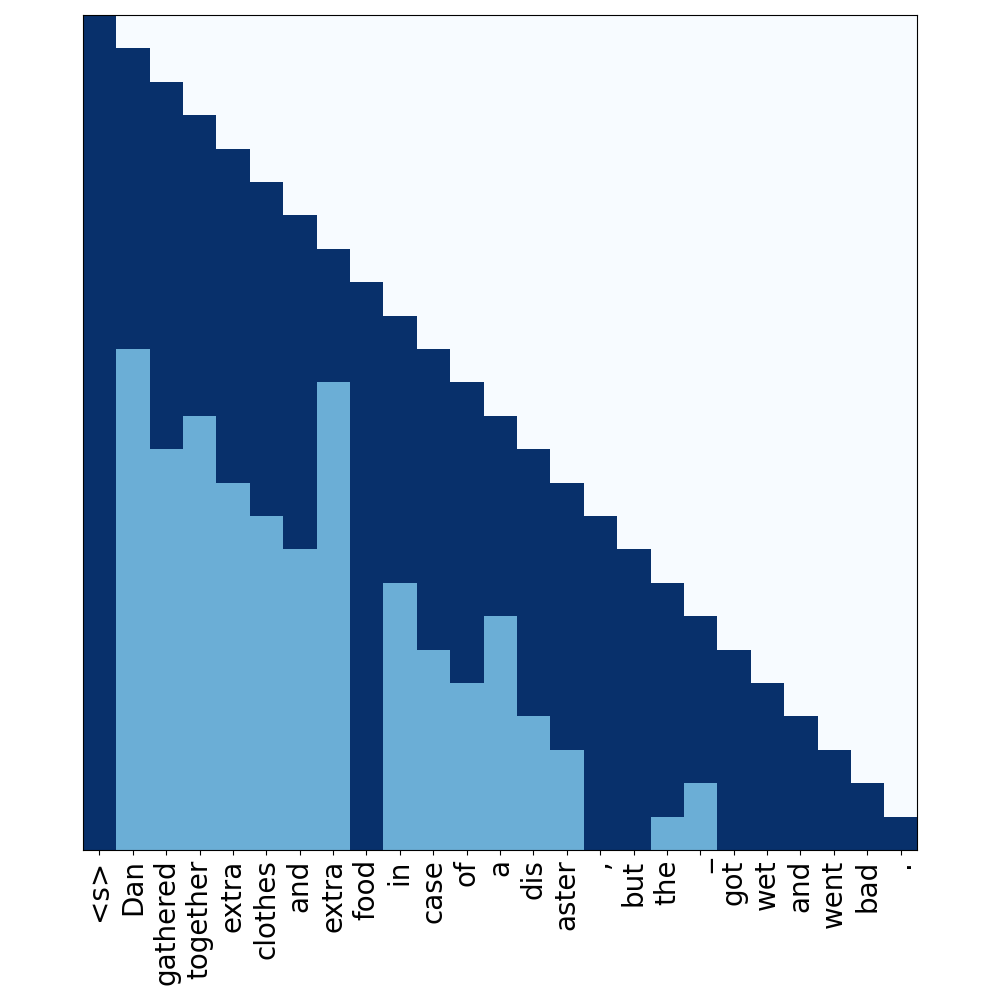 <s> Dan gathered together extra clothes and extra food in case of a dis aster , but the _ got wet and went bad .